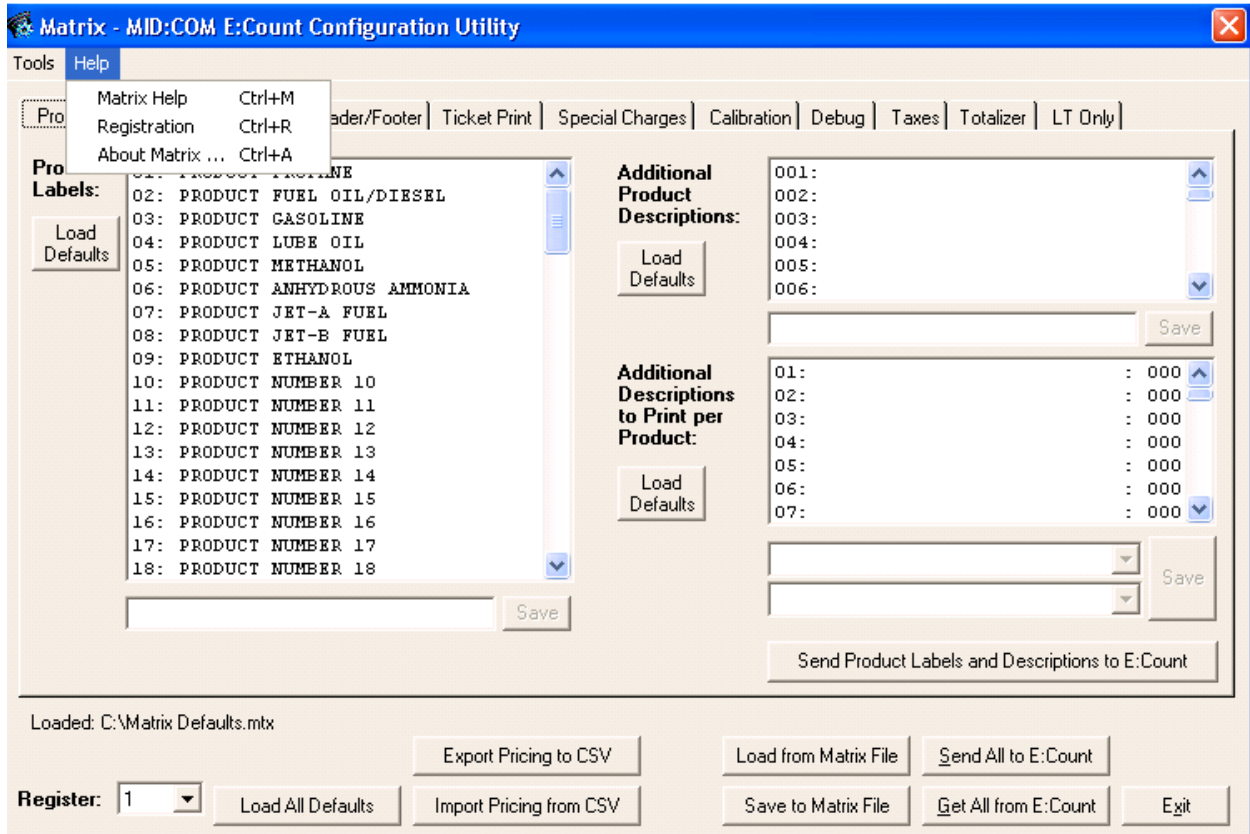 Matrix - MID:COM E:Count Configuration Utility
Tools Help
Matrix Help Ctrl+M
Registration Ctrl+R
About Matrix ... Ctrl+A
Pro
ader/Footer Ticket Print Special Charges Calibration Debug Taxes Totalizer LT Only
Pro
Labels:
Load
Defaults
02: PRODUCT FUEL OIL/DIESEL
03: PRODUCT GASOLINE
04: PRODUCT LUBE OIL
05: PRODUCT METHANOL
06: PRODUCT ANHYDROUS AMMONIA
07: PRODUCT JET-A FUEL
08: PRODUCT JET-B FUEL
09: PRODUCT ETHANOL
10: PRODUCT NUMBER 10
11: PRODUCT NUMBER 11
12: PRODUCT NUMBER 12
13: PRODUCT NUMBER 13
14: PRODUCT NUMBER 14
15: PRODUCT NUMBER 15
16: PRODUCT NUMBER 16
17: PRODUCT NUMBER 17
18: PRODUCT NUMBER 18
Save
Additional
Product
Descriptions:
Load
Defaults
001:
002:
003:
004:
005:
006:
Save
Additional
Descriptions
to Print per
Product:
Load
Defaults
01: : 000
02: : 000
03: : 000
04: : 000
05: : 000
06: : 000
07: : 000
Save
Send Product Labels and Descriptions to E:Count
Loaded: C:\Matrix Defaults.mtx
Export Pricing to CSV Load from Matrix File Send All to E:Count
Register: 1 Load All Defaults Import Pricing from CSV Save to Matrix File Get All from E:Count Exit